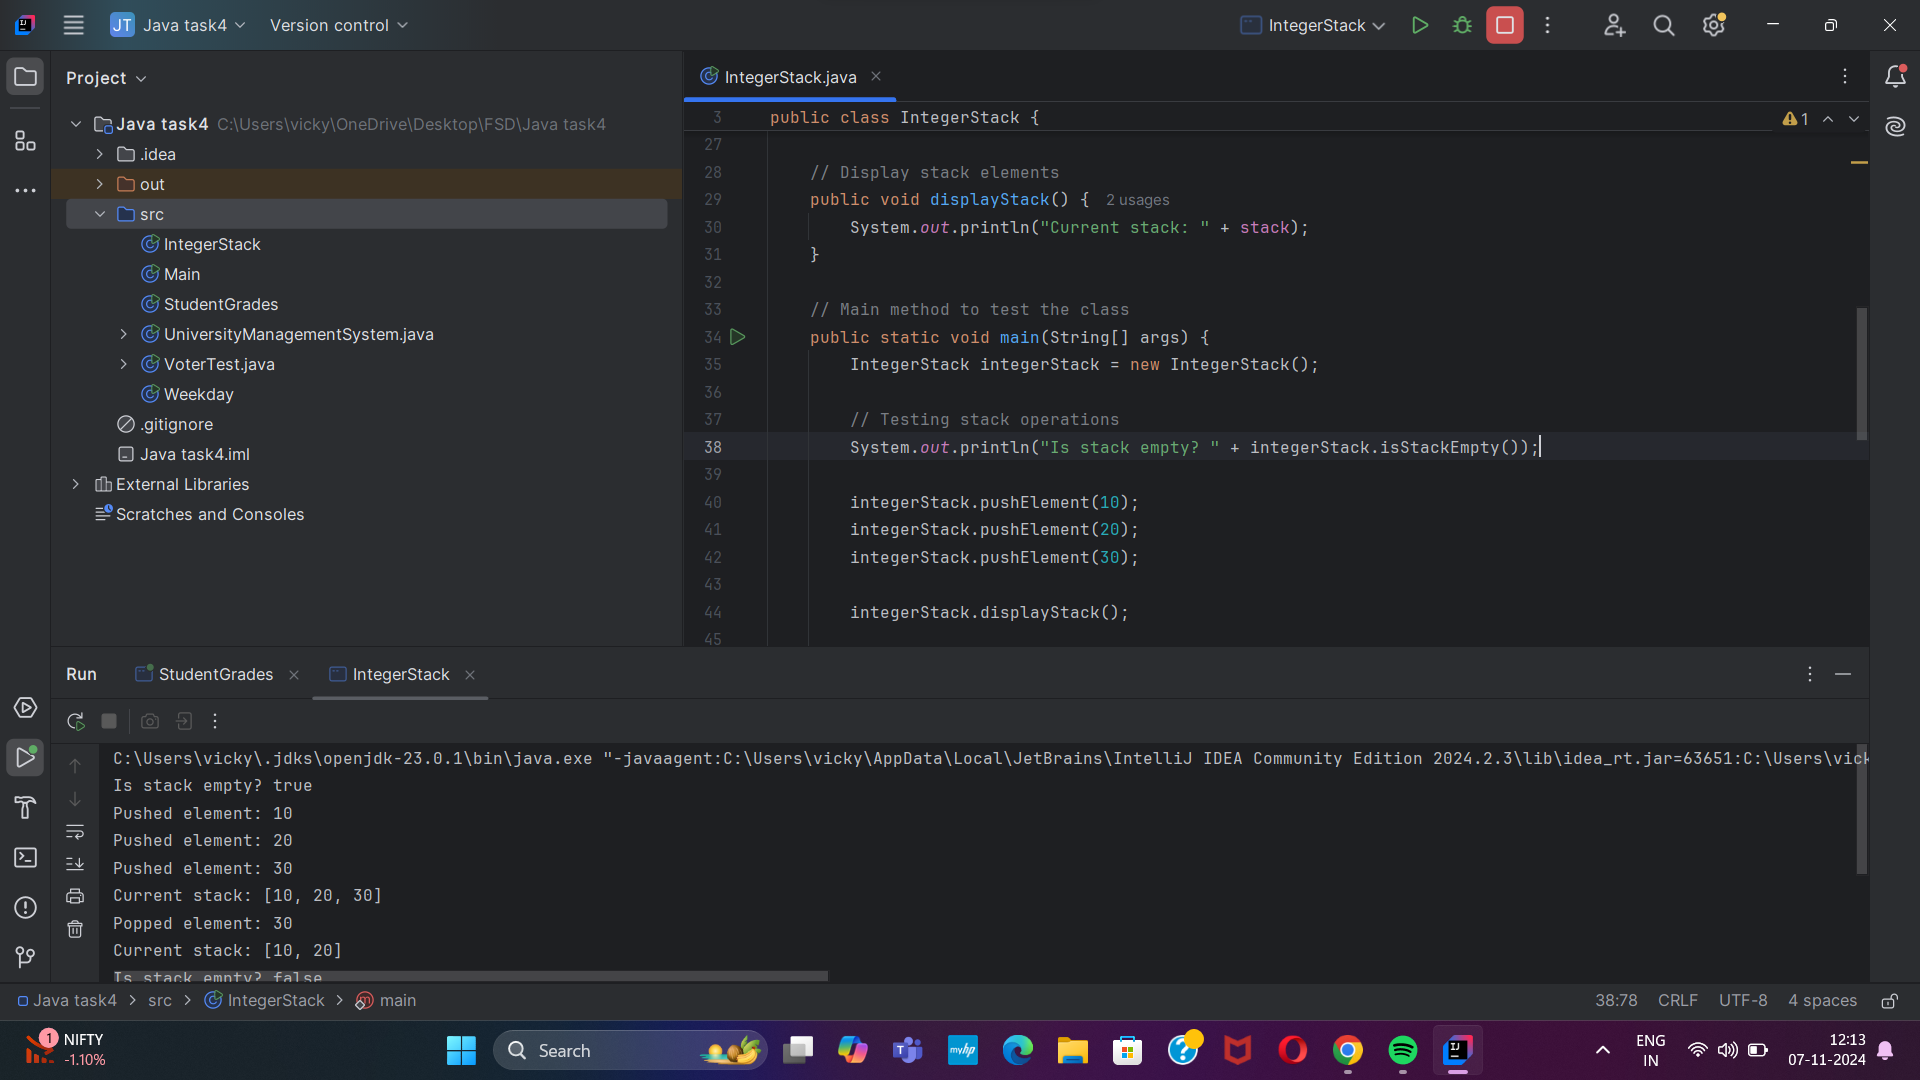 JT Java task4 Version control IntegerStack
Project
Java task4 C:\Users\vicky\OneDrive\Desktop\FSD\Java task4
.idea
out
src
IntegerStack
Main
StudentGrades
UniversityManagementSystem.java
VoterTest.java
Weekday
.gitignore
Java task4.iml
External Libraries
Scratches and Consoles
IntegerStack.java
3 public class IntegerStack {
1
27
28 // Display stack elements
29 public void displayStack() { 2 usages
30 System.out.println("Current stack: " + stack);
31 }
32
33 // Main method to test the class
34 public static void main(String[] args) {
35 IntegerStack integerStack = new IntegerStack();
36
37 // Testing stack operations
38 System.out.println("Is stack empty? " + integerStack.isStackEmpty());
39
40 integerStack.pushElement(10);
41 integerStack.pushElement(20);
42 integerStack.pushElement(30);
43
44 integerStack.displayStack();
45
Run StudentGrades IntegerStack
C:\Users\vicky\.jdks\openjdk-23.0.1\bin\java.exe "-javaagent:C:\Users\vicky\AppData\Local\JetBrains\IntelliJ IDEA Community Edition 2024.2.3\lib\idea_rt.jar=63651:C:\Users\vick
Is stack empty? true
Pushed element: 10
Pushed element: 20
Pushed element: 30
Current stack: [10, 20, 30]
Popped element: 30
Current stack: [10, 20]
Is stack empty? false
Java task4 > src > IntegerStack > main 38:78 CRLF UTF-8 4 spaces
1 NIFTY
-1.10%
Search
myhp
ENG
IN
12:13
07-11-2024